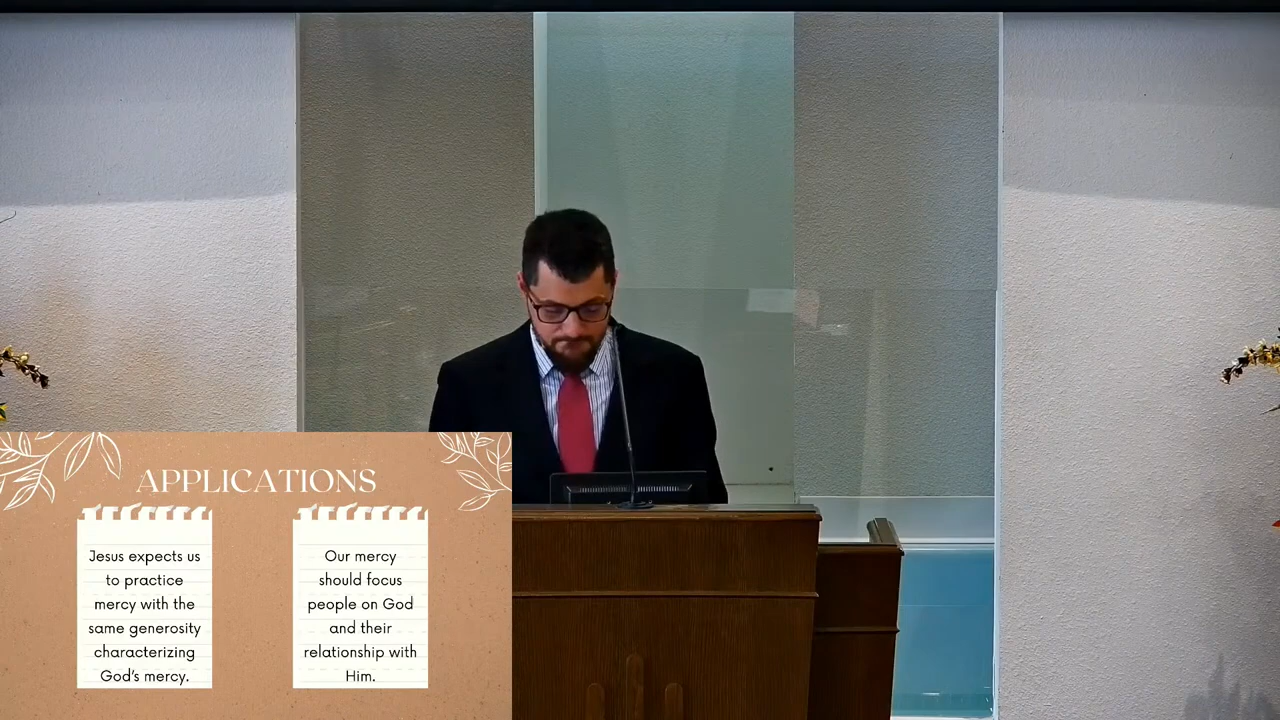 APPLICATIONS
Jesus expects us
to practice
mercy with the
same generosity
characterizing
God's mercy.
Our mercy
should focus
people on God
and their
relationship with
Him.